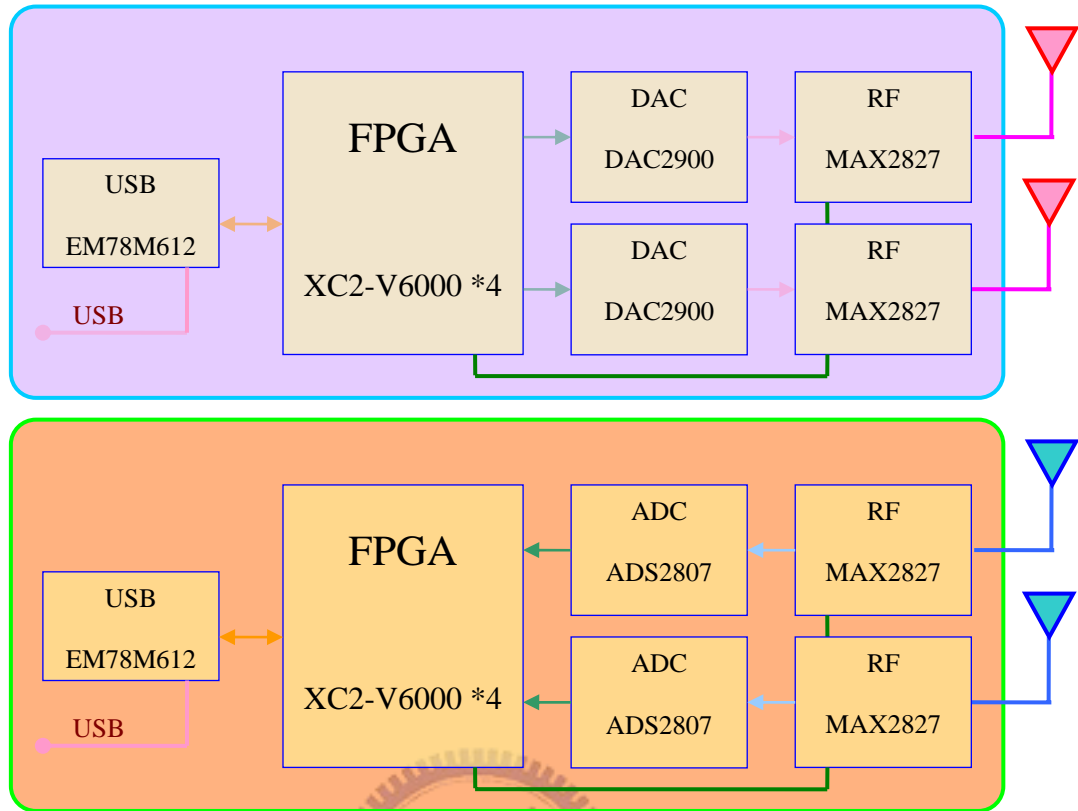 DAC
DAC2900
RF
MAX2827
FPGA
XC2-V6000 *4
USB
EM78M612
USB
DAC
DAC2900
RF
MAX2827
ADC
ADS2807
RF
MAX2827
FPGA
XC2-V6000 *4
USB
EM78M612
USB
ADC
ADS2807
RF
MAX2827